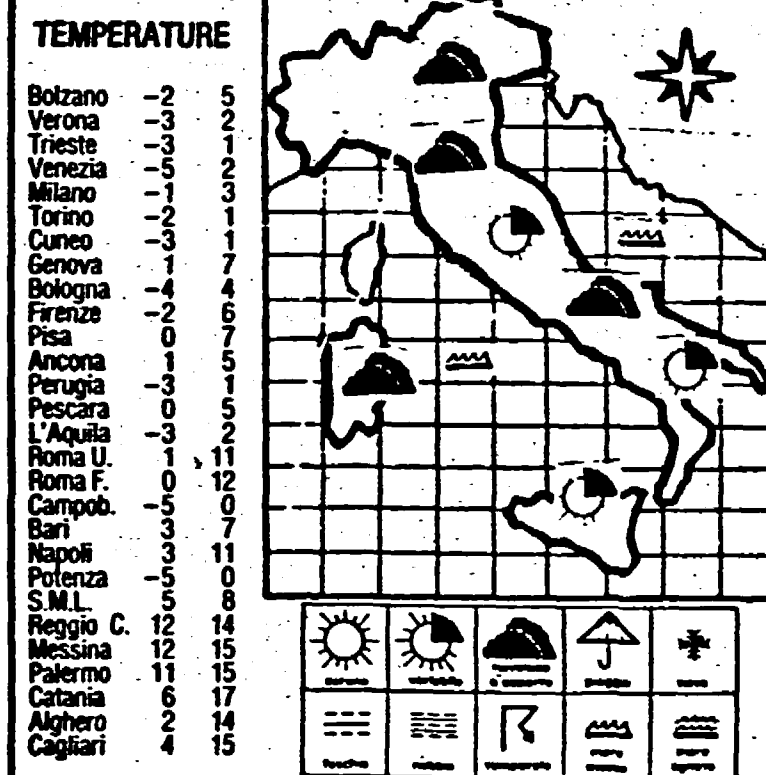 TEMPERATURE
Bolzano -2 5
Verona -3 2
Trieste -3 1
Venezia -5 2
Milano -1 3
Torino -2 1
Cuneo -3 1
Genova 1 7
Bologna -4 4
Firenze -2 6
Pisa 0 7
Ancona 1 5
Perugia -3 1
Pescara 0 5
L'Aquila -3 2
Roma U. 1 11
Roma F. 0 12
Campob. -5 0
Bari 3 7
Napoli 3 11
Potenza -5 0
S.M.L. 5 8
Reggio C. 12 14
Messina 12 15
Palermo 11 15
Catania 6 17
Alghero 2 14
Cagliari 4 15